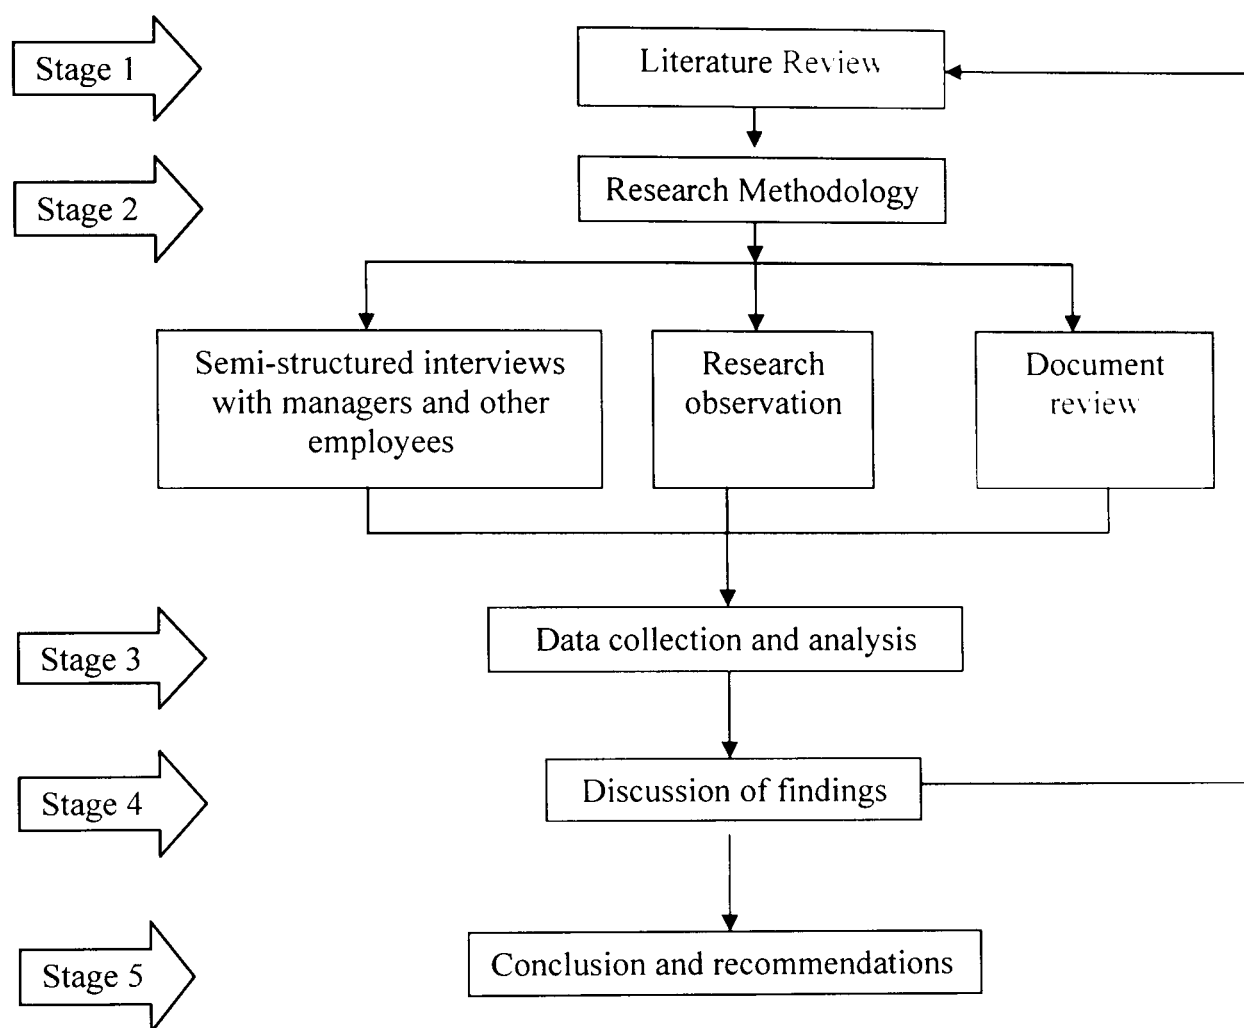 Stage 1
Literature Review
Stage 2
Research Methodology
Semi-structured interviews
with managers and other
employees
Research
observation
Document
review
Stage 3
Data collection and analysis
Stage 4
Discussion of findings
Stage 5
Conclusion and recommendations